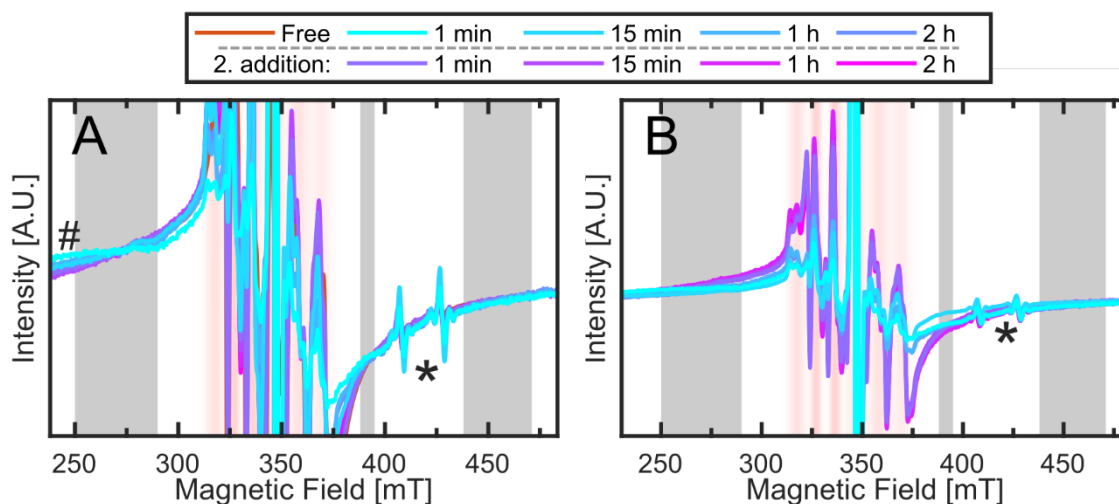 Free 1 min 15 min 1 h 2 h
2. addition: 1 min 15 min 1 h 2 h
A
#
*
Intensity [A.U.]
250 300 350 400 450
Magnetic Field [mT]
B
*
Intensity [A.U.]
250 300 350 400 450
Magnetic Field [mT]